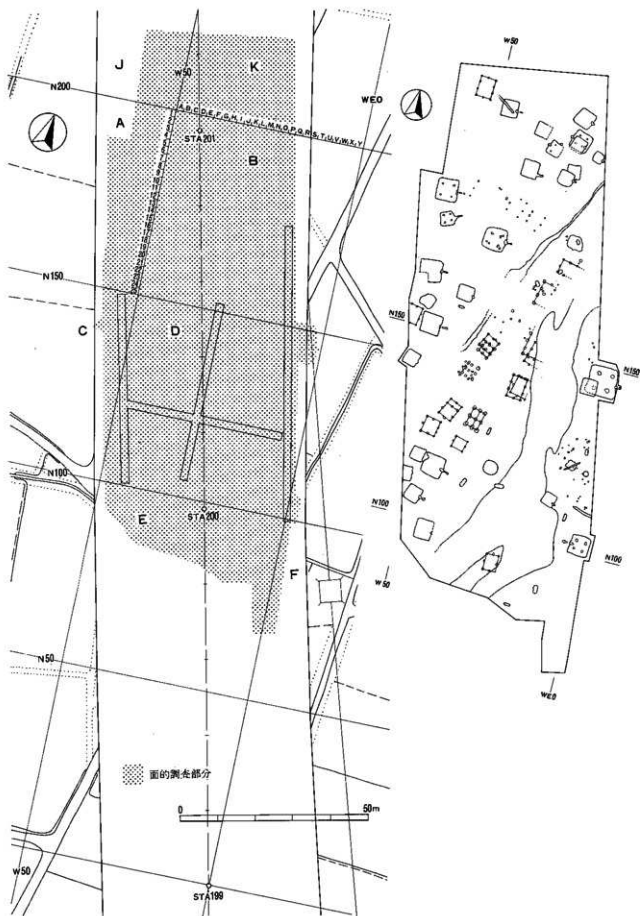 J
W50
K
N200
A
WE0
A,B,C,D,E,F,G,H,I,J,K,L,M,N,O,P,Q,R,S,T,U,V,W,X,Y
STA201
B
N150
C
D
N100
STA200
E
F
N50
面的調査部分
0
50m
W50
STA199
W50
N150
N150
N100
N100
W50
WE0